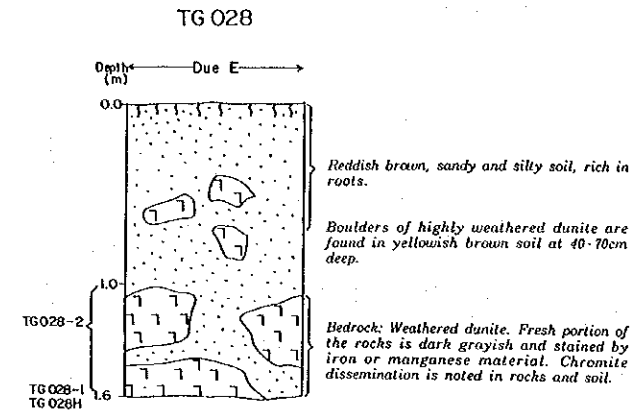 TG 028
Depth
(m)
Due E
0.0
Reddish brown, sandy and silty soil, rich in
roots.
Boulders of highly weathered dunite are
found in yellowish brown soil at 40-70cm
deep.
1.0
TG028-2
Bedrock; Weathered dunite. Fresh portion of
the rocks is dark grayish and stained by
iron or manganese material. Chromite
dissemination is noted in rocks and soil.
TG028-1
TG028H
1.6